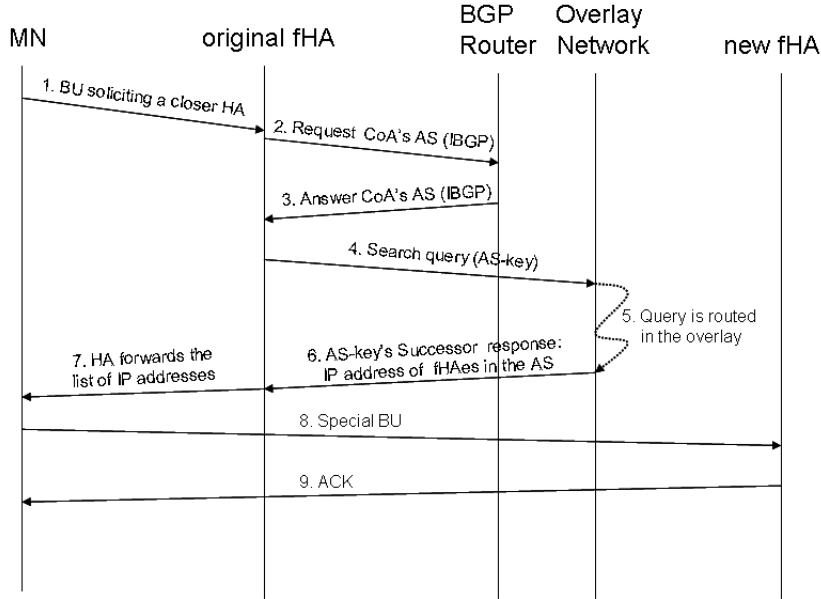 MN
original fHA
BGP
Router
Overlay
Network
new fHA
1. BU soliciting a closer HA
2. Request CoA's AS (IBGP)
3. Answer CoA's AS (IBGP)
4. Search query (AS-key)
5. Query is routed
in the overlay
6. AS-key's Successor response:
IP address of fHAes in the AS
7. HA forwards the
list of IP addresses
8. Special BU
9. ACK